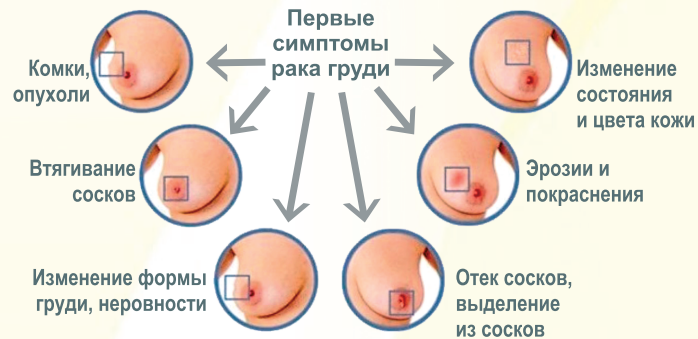 Первые
симптомы
рака груди
Комки,
опухоли
Втягивание
сосков
Изменение формы
груди, неровности
Изменение
состояния
и цвета кожи
Эрозии и
покраснения
Отек сосков,
выделение
из сосков